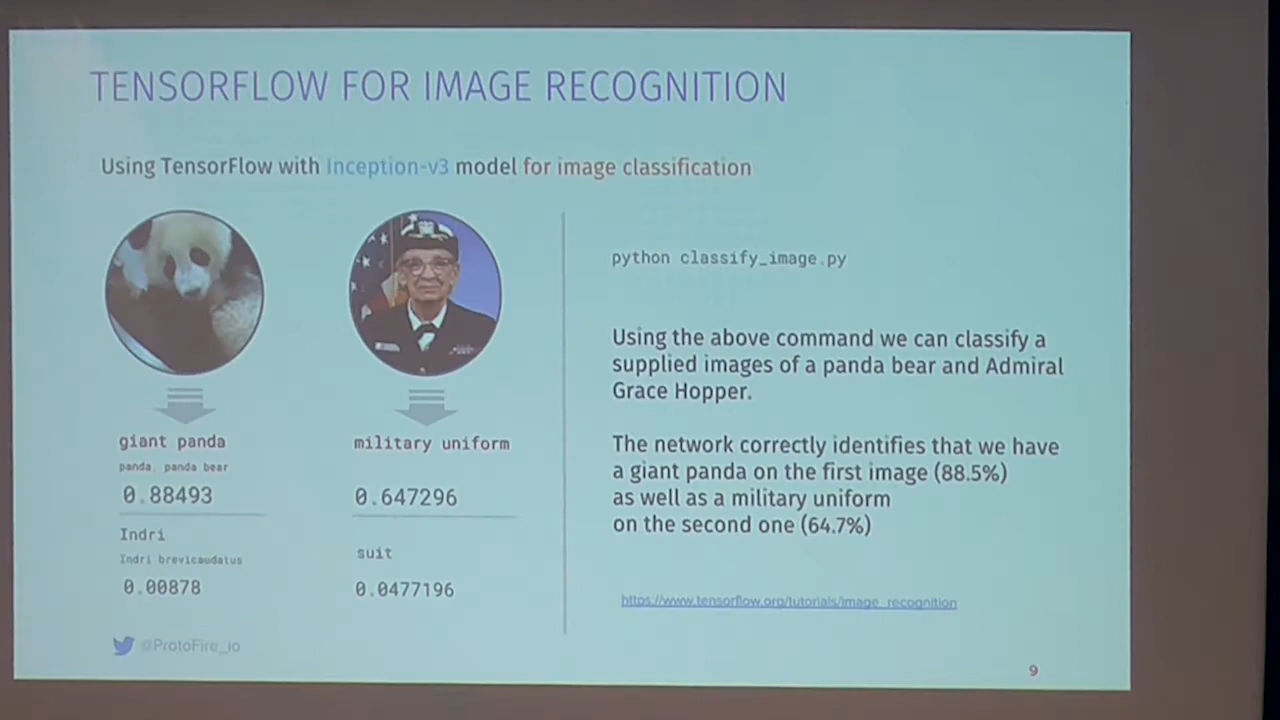 TENSORFLOW FOR IMAGE RECOGNITION
Using TensorFlow with Inception-v3 model for image classification
giant panda
panda, panda bear
0.88493
Indri
Indri brevicaudatus
0.00878
military uniform
0.647296
suit
0.0477196
python classify_image.py
Using the above command we can classify a
supplied images of a panda bear and Admiral
Grace Hopper.
The network correctly identifies that we have
a giant panda on the first image (88.5%)
as well as a military uniform
on the second one (64.7%)
https://www.tensorflow.org/tutorials/image_recognition
@ProtoFire_io
9